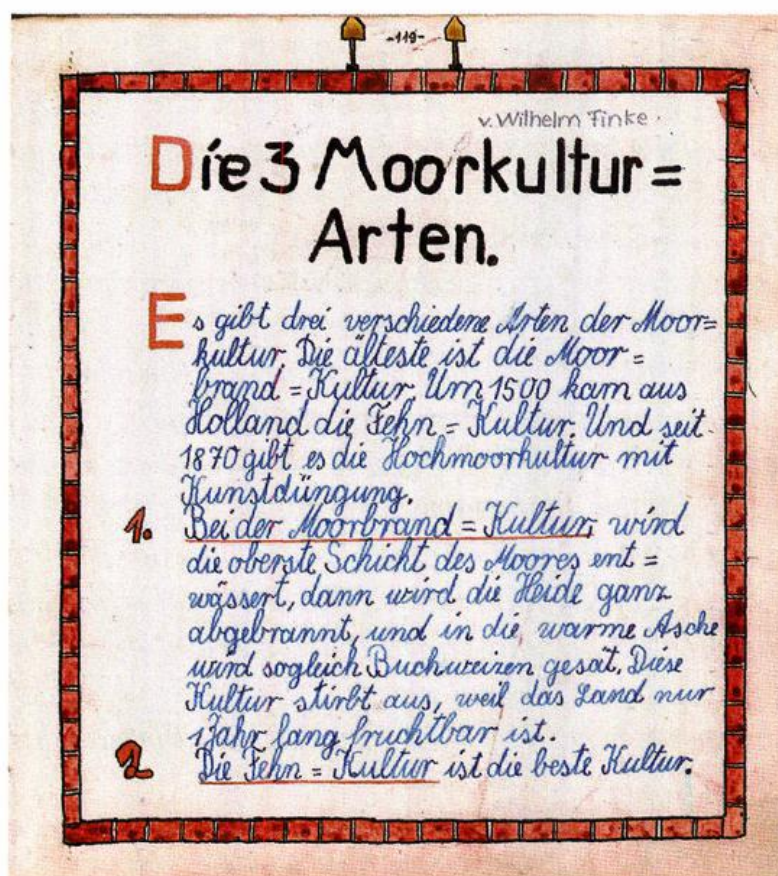 -119-
v. Wilhelm Finke.
Die 3 Moorkultur=
Arten.
Es gibt drei verschiedene Arten der Moor=
kultur. Die älteste ist die Moor=
brand=Kultur. Um 1500 kam aus
Holland die Fehn=Kultur. Und seit
1870 gibt es die Hochmoorkultur mit
Kunstdüngung.
1. Bei der Moorbrand=Kultur, wird
die oberste Schicht des Moores ent=
wässert, dann wird die Heide ganz
abgebrannt, und in die warme Asche
wird sogleich Buchweizen gesät. Diese
Kultur stirbt aus, weil das Land nur
1 Jahr lang fruchtbar ist.
2 Die Fehn=Kultur ist die beste Kultur.